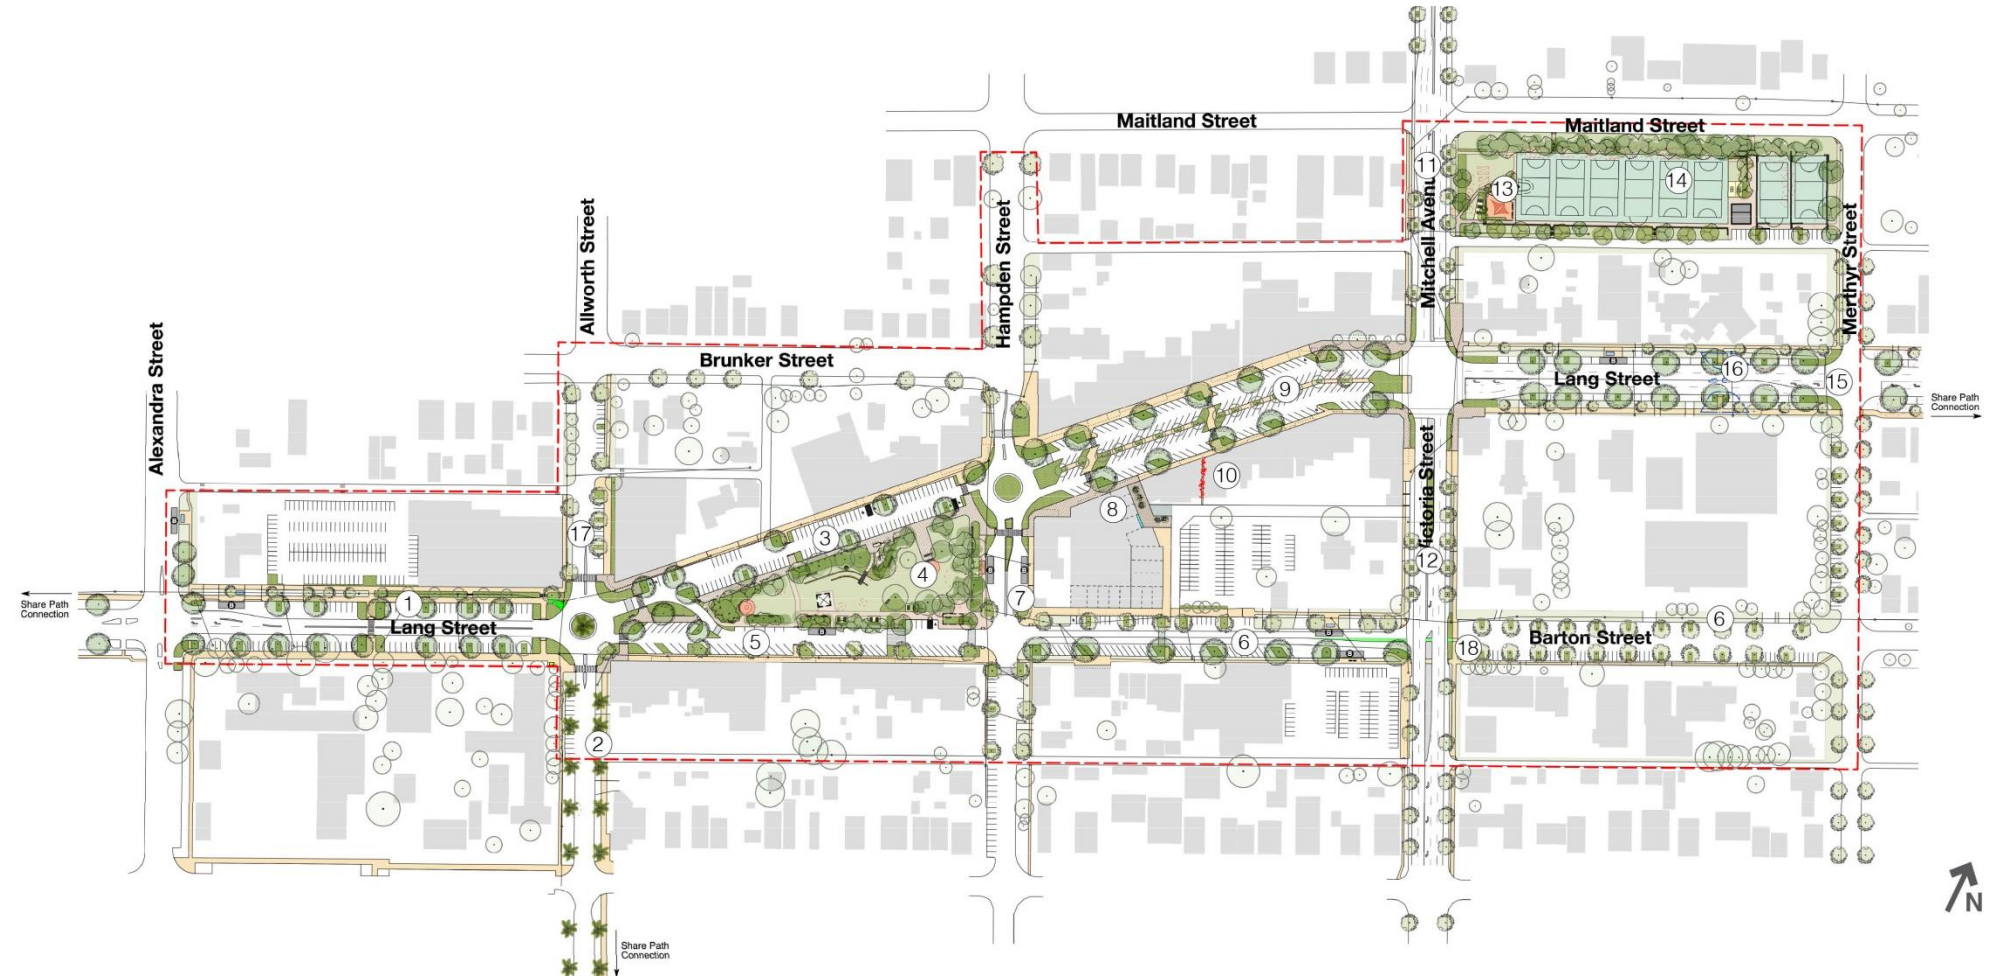 Maitland Street
Maitland Street
11
13
14
Mitchell Avenue
Merthyr Street
Hampden Street
Allworth Street
Alexandra Street
Brunker Street
9
16
Lang Street
15
Share Path
Connection
10
8
Victoria Street
3
17
4
12
Share Path
Connection
1
7
Lang Street
5
6
6
18
Barton Street
2
N
Share Path
Connection